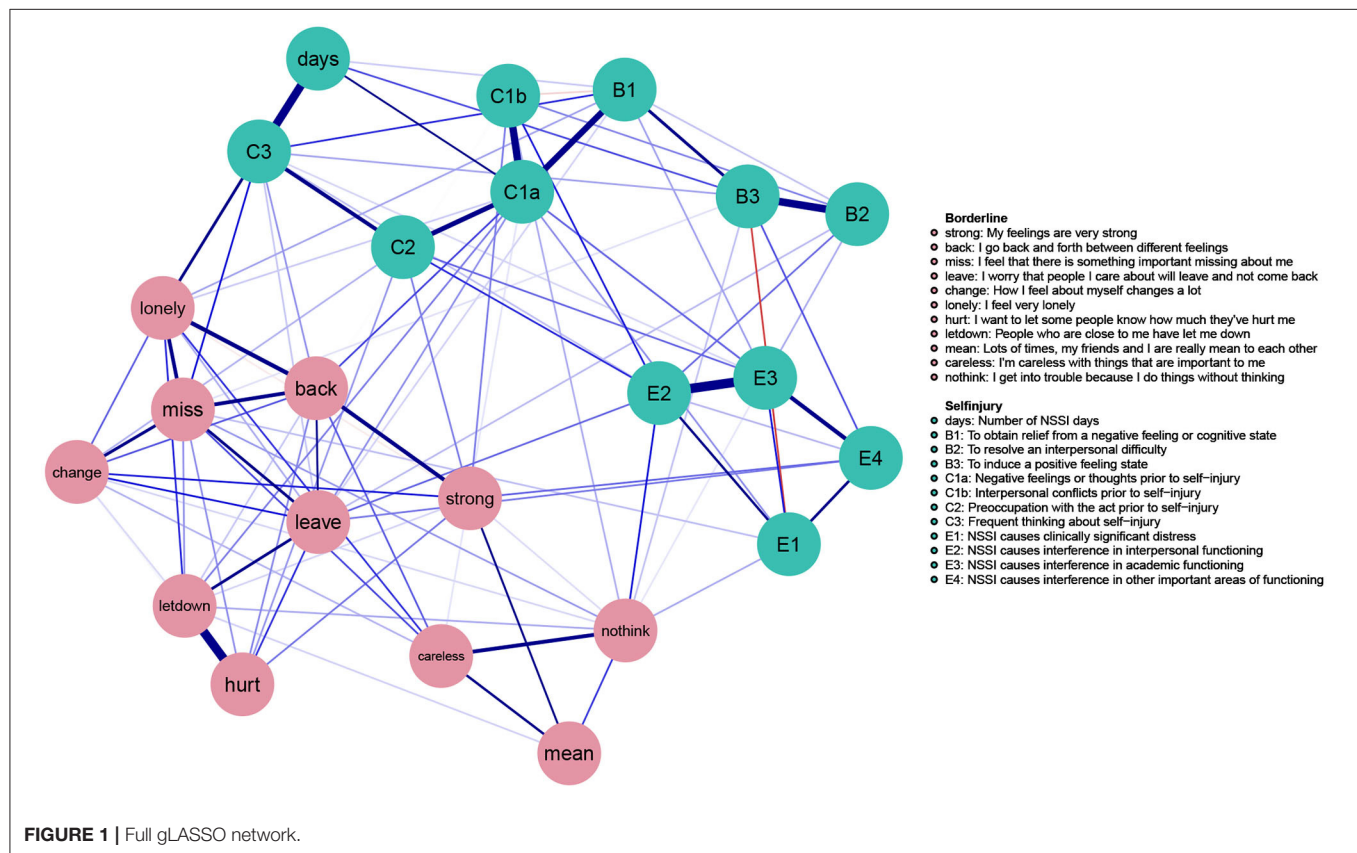 days
C1b
B1
C3
C1a
B3
B2
C2
lonely
back
E3
E2
miss
change
E4
strong
leave
E1
letdown
nothink
careless
hurt
mean
Borderline
strong: My feelings are very strong
back: I go back and forth between different feelings
miss: I feel that there is something important missing about me
leave: I worry that people I care about will leave and not come back
change: How I feel about myself changes a lot
lonely: I feel very lonely
hurt: I want to let some people know how much they've hurt me
letdown: People who are close to me have let me down
mean: Lots of times, my friends and I are really mean to each other
careless: I'm careless with things that are important to me
nothink: I get into trouble because I do things without thinking
Selfinjury
days: Number of NSSI days
B1: To obtain relief from a negative feeling or cognitive state
B2: To resolve an interpersonal difficulty
B3: To induce a positive feeling state
C1a: Negative feelings or thoughts prior to self−injury
C1b: Interpersonal conflicts prior to self−injury
C2: Preoccupation with the act prior to self−injury
C3: Frequent thinking about self−injury
E1: NSSI causes clinically significant distress
E2: NSSI causes interference in interpersonal functioning
E3: NSSI causes interference in academic functioning
E4: NSSI causes interference in other important areas of functioning
FIGURE 1 | Full gLASSO network.